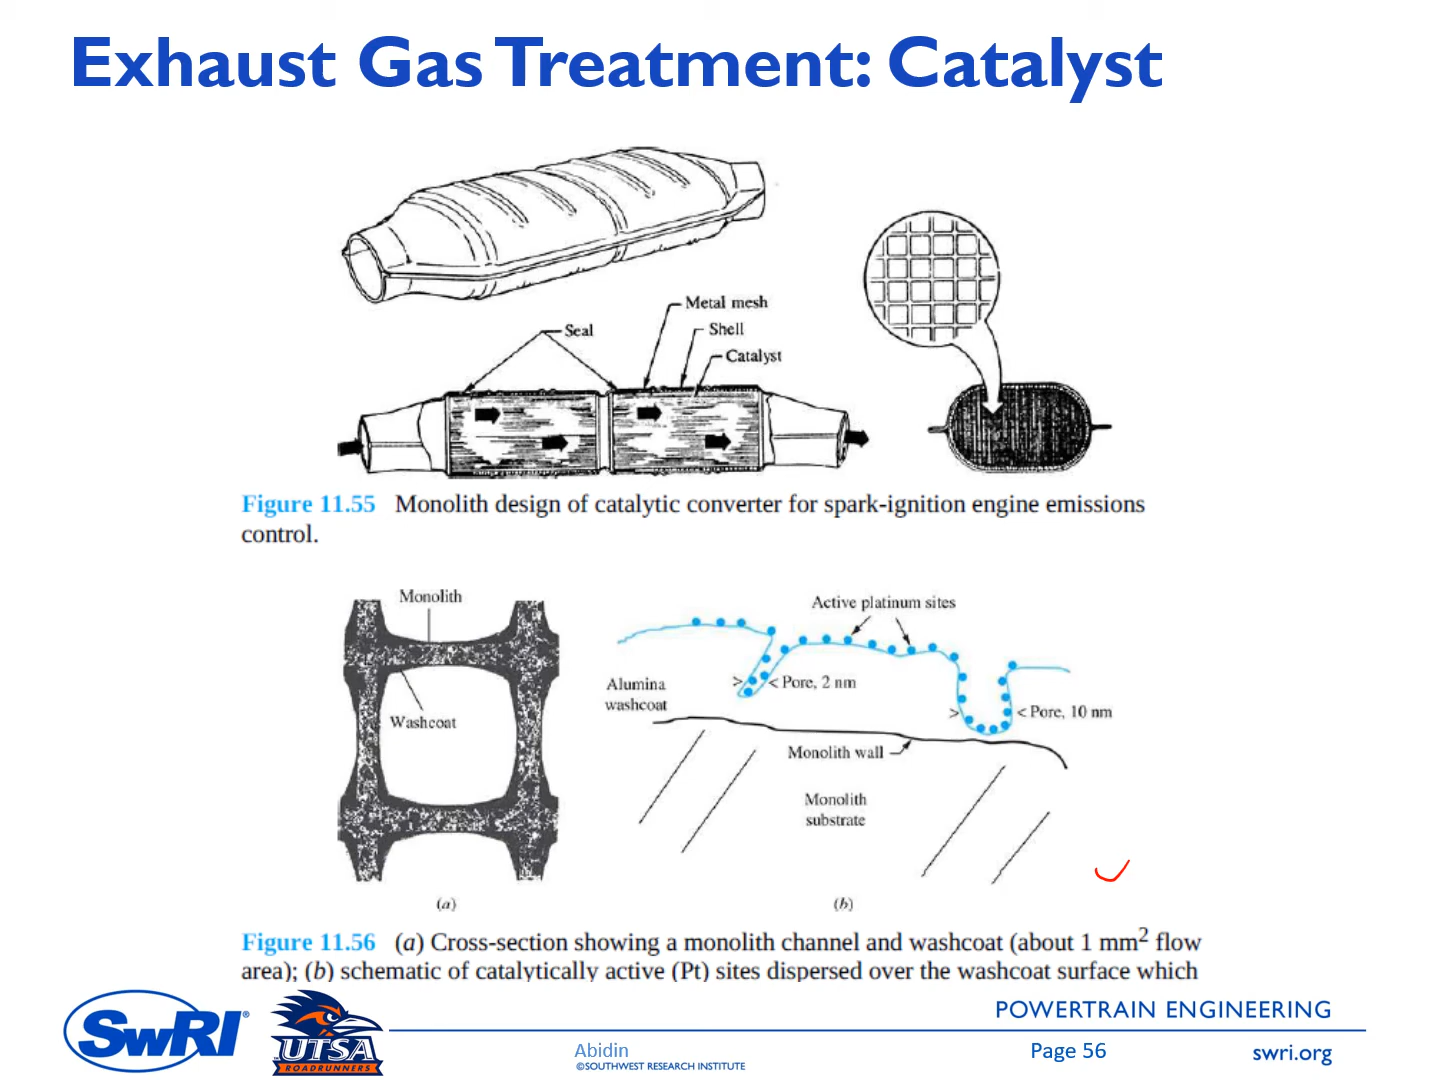 Exhaust Gas Treatment: Catalyst
Metal mesh
Seal
Shell
Catalyst
Figure 11.55 Monolith design of catalytic converter for spark-ignition engine emissions
control.
Monolith
Washcoat
(a)
Active platinum sites
Alumina
washcoat
> < Pore, 2 nm
> < Pore, 10 nm
Monolith wall
Monolith
substrate
(b)
Figure 11.56 (a) Cross-section showing a monolith channel and washcoat (about 1 mm² flow
area); (b) schematic of catalytically active (Pt) sites dispersed over the washcoat surface which
POWERTRAIN ENGINEERING
SwRI®
UTSA
ROADRUNNERS
Abidin
©SOUTHWEST RESEARCH INSTITUTE
Page 56
swri.org